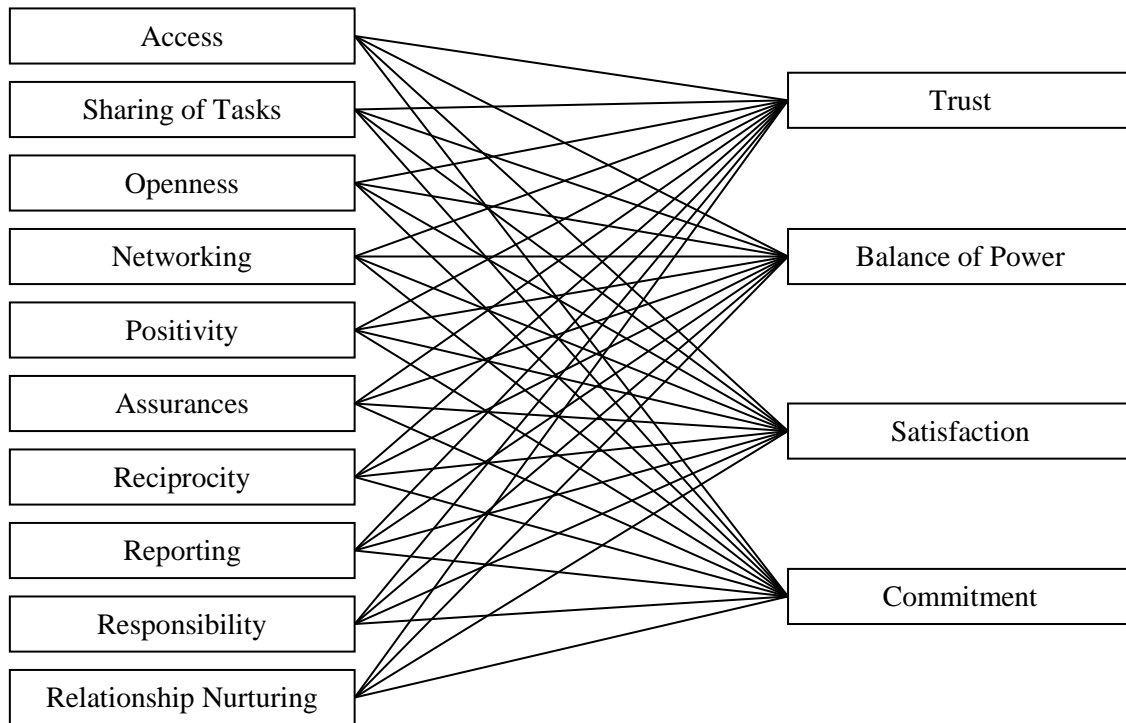 Access
Sharing of Tasks
Openness
Networking
Positivity
Assurances
Reciprocity
Reporting
Responsibility
Relationship Nurturing
Trust
Balance of Power
Satisfaction
Commitment